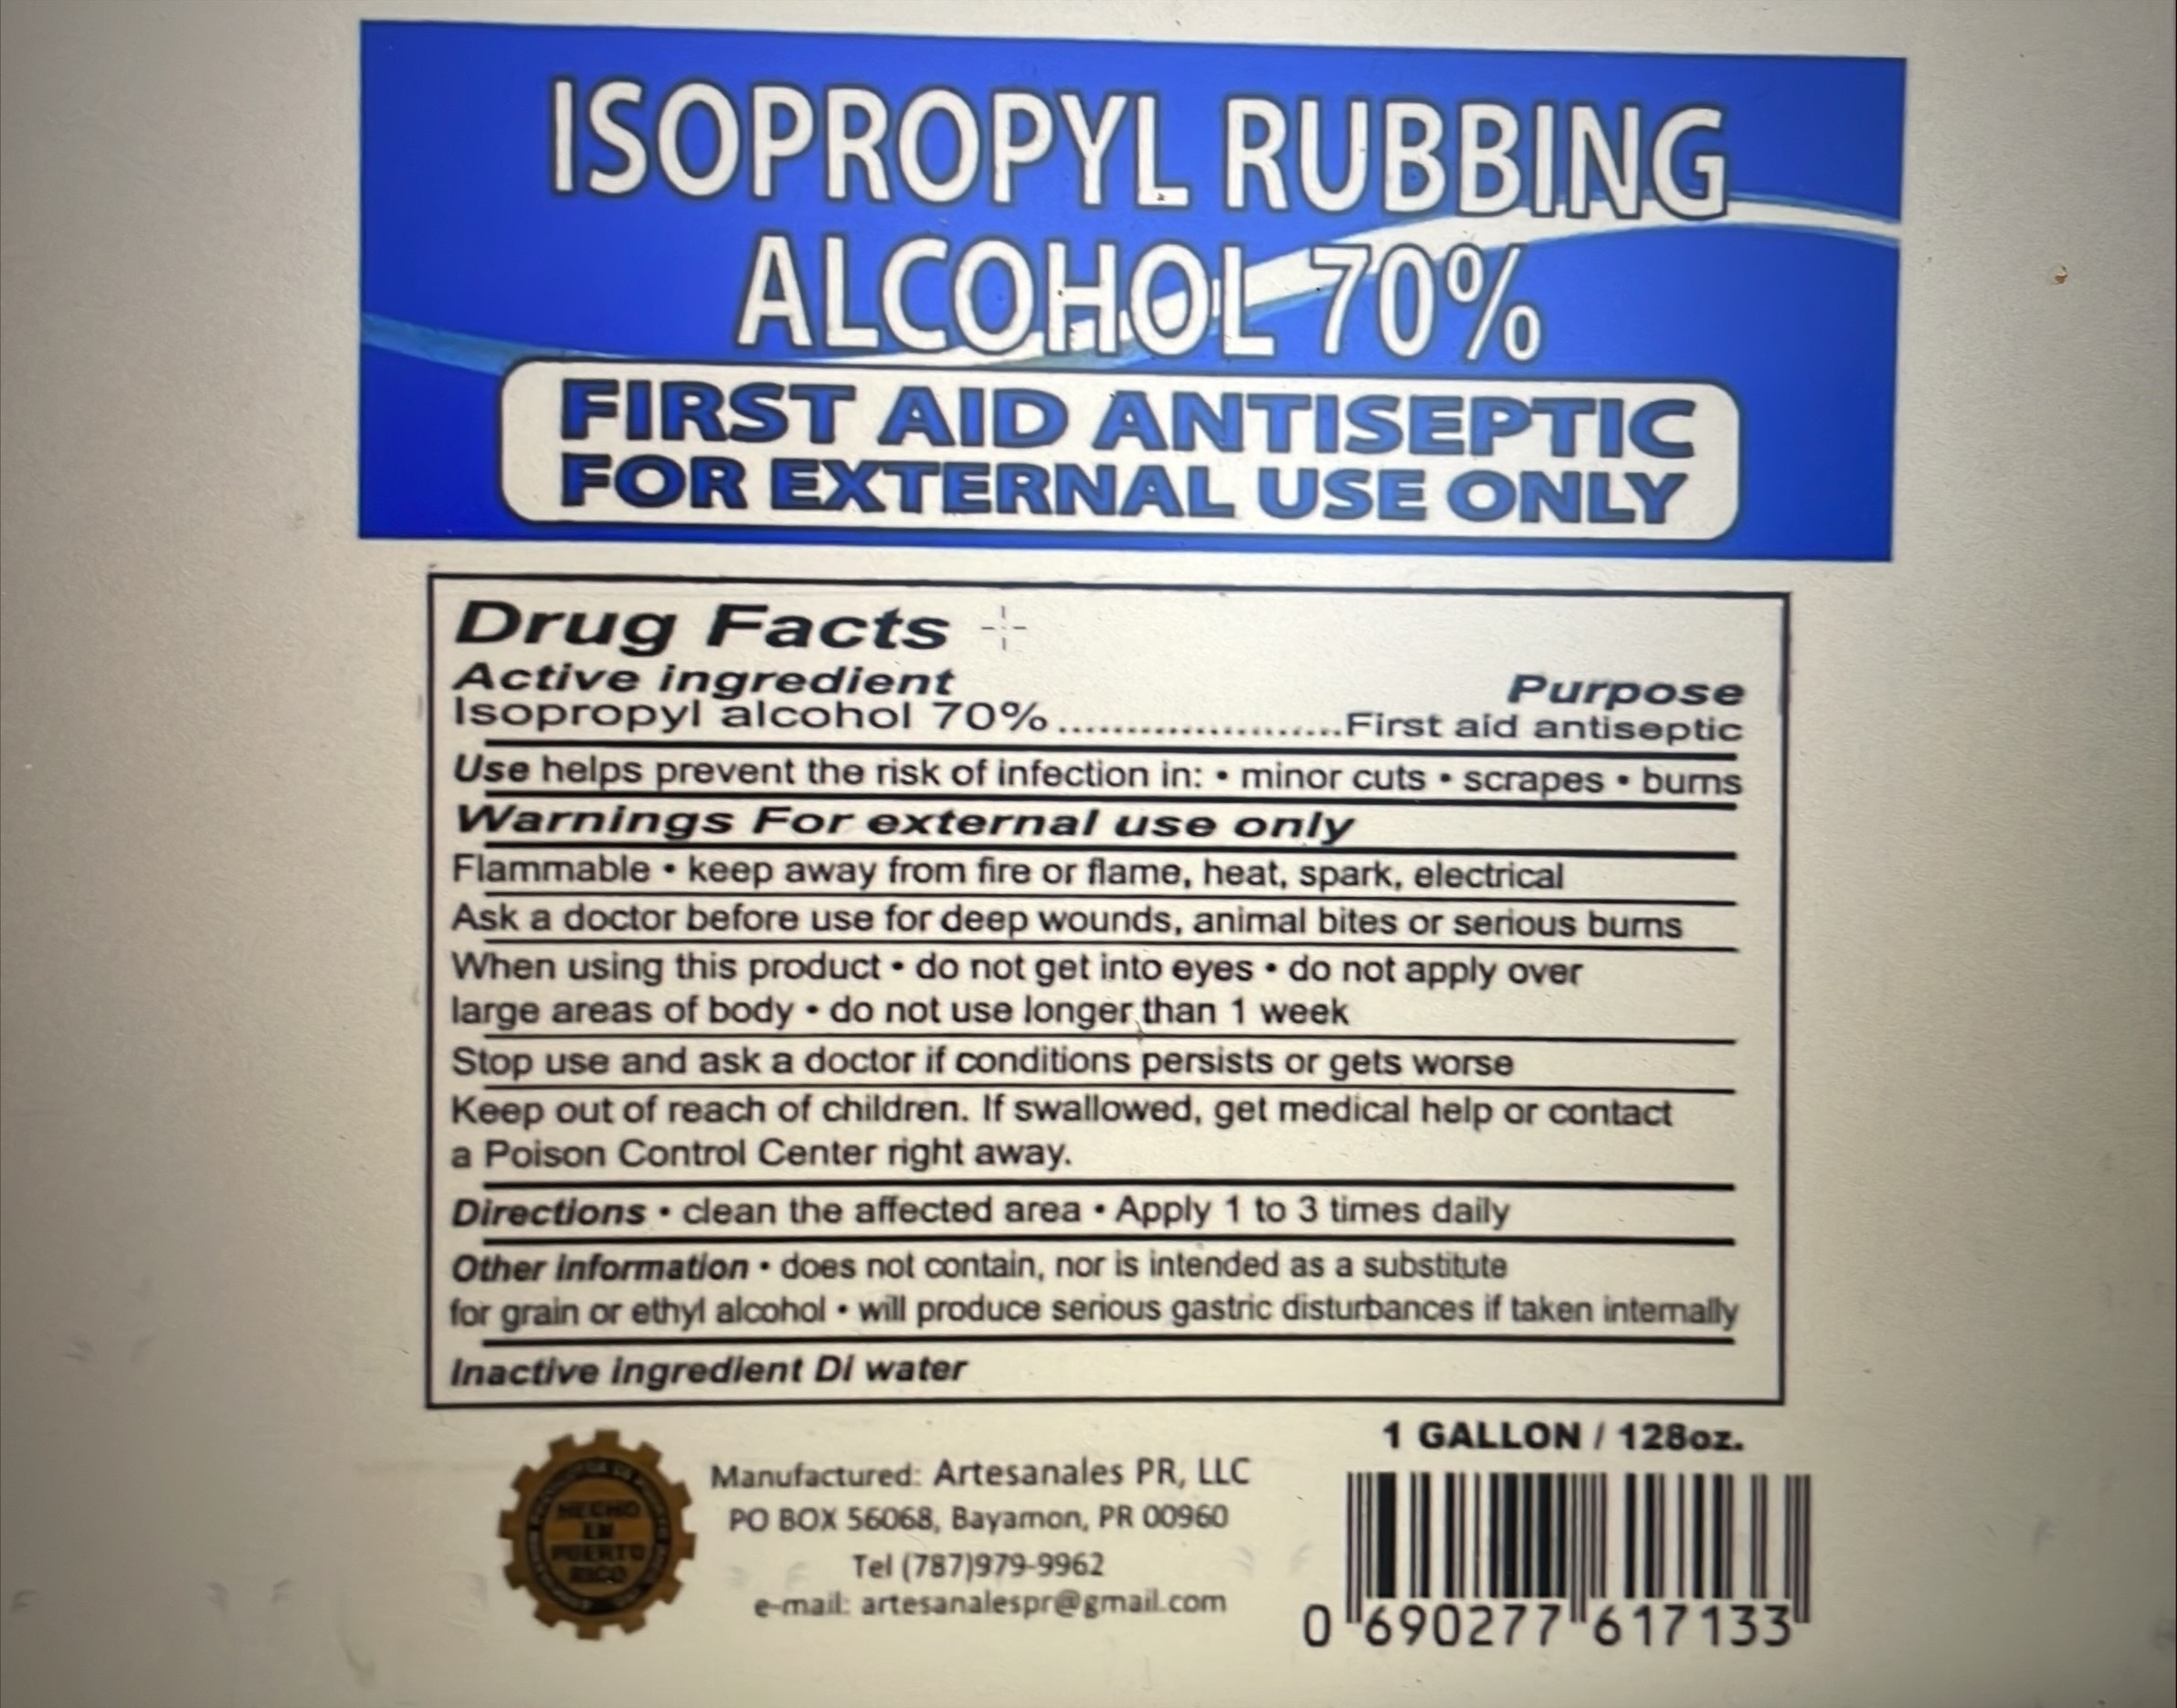 ISOPROPYL RUBBING
ALCOHOL 70%
FIRST AID ANTISEPTIC
FOR EXTERNAL USE ONLY
Drug Facts
Active ingredient Purpose
Isopropyl alcohol 70%.....................First aid antiseptic
Use helps prevent the risk of infection in: • minor cuts • scrapes • burns
Warnings For external use only
Flammable • keep away from fire or flame, heat, spark, electrical
Ask a doctor before use for deep wounds, animal bites or serious burns
When using this product • do not get into eyes • do not apply over
large areas of body • do not use longer than 1 week
Stop use and ask a doctor if conditions persists or gets worse
Keep out of reach of children. If swallowed, get medical help or contact
a Poison Control Center right away.
Directions • clean the affected area • Apply 1 to 3 times daily
Other information • does not contain, nor is intended as a substitute
for grain or ethyl alcohol • will produce serious gastric disturbances if taken internally
Inactive ingredient Di water
HECHO
EN
PUERTO
RICO
Manufactured: Artesanales PR, LLC
PO BOX 56068, Bayamon, PR 00960
Tel (787)979-9962
e-mail: artesanalespr@gmail.com
1 GALLON / 128oz.
0 690277 617133